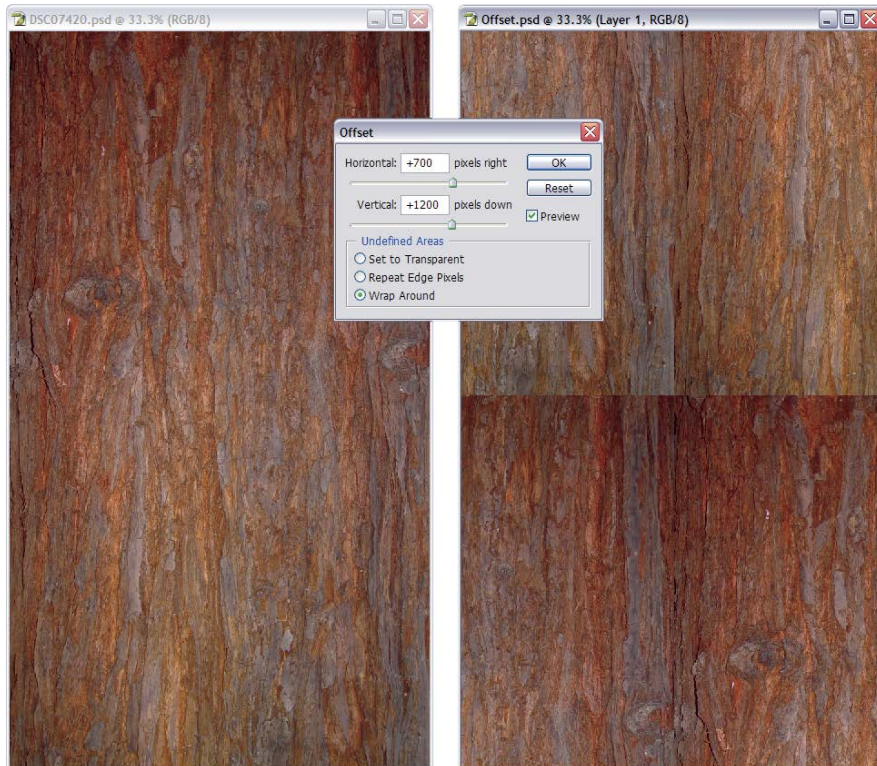 DSC07420.psd @ 33.3% (RGB/8)
Offset.psd @ 33.3% (Layer 1, RGB/8)
Offset
Horizontal: +700 pixels right
OK
Reset
Vertical: +1200 pixels down
Preview
Undefined Areas
Set to Transparent
Repeat Edge Pixels
Wrap Around